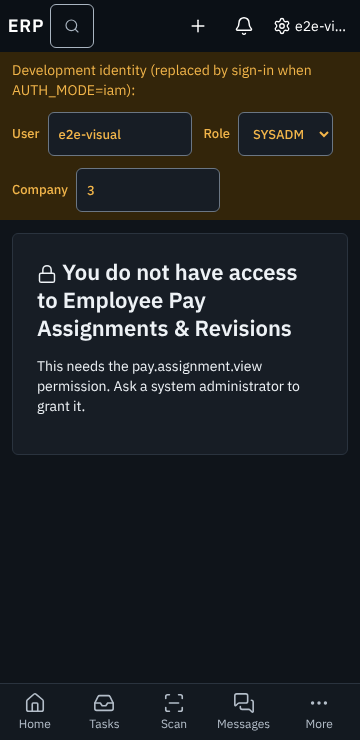 ERP
e2e-vi...
Development identity (replaced by sign-in when
AUTH_MODE=iam):
User e2e-visual Role SYSADM
Company 3
You do not have access
to Employee Pay
Assignments & Revisions
This needs the pay.assignment.view
permission. Ask a system administrator to
grant it.
Home Tasks Scan Messages More